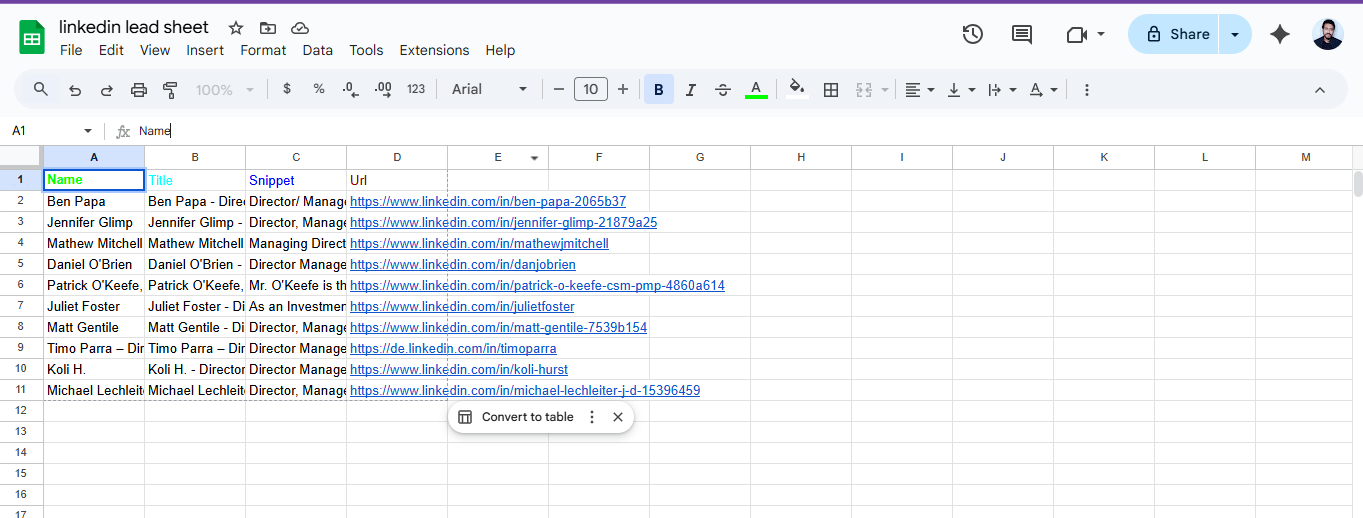 linkedin lead sheet
File Edit View Insert Format Data Tools Extensions Help
Share
100% $ % .0 .00 123 Arial 10 B I S A A
A1 fx Name
A B C D E F G H I J K L M
1 Name Title Snippet Url
2 Ben Papa Ben Papa - Direc Director/ Manage https://www.linkedin.com/in/ben-papa-2065b37
3 Jennifer Glimp Jennifer Glimp - Director, Manage https://www.linkedin.com/in/jennifer-glimp-21879a25
4 Mathew Mitchell Mathew Mitchell Managing Direct https://www.linkedin.com/in/mathewjmitchell
5 Daniel O'Brien Daniel O'Brien - Director Manage https://www.linkedin.com/in/danjobrien
6 Patrick O'Keefe, Patrick O'Keefe, Mr. O'Keefe is th https://www.linkedin.com/in/patrick-o-keefe-csm-pmp-4860a614
7 Juliet Foster Juliet Foster - Di As an Investmen https://www.linkedin.com/in/julietfoster
8 Matt Gentile Matt Gentile - Di Director, Manage https://www.linkedin.com/in/matt-gentile-7539b154
9 Timo Parra – Dir Timo Parra – Dir Director Manage https://de.linkedin.com/in/timoparra
10 Koli H. Koli H. - Director Director Manage https://www.linkedin.com/in/koli-hurst
11 Michael Lechleit Michael Lechleit Director, Manage https://www.linkedin.com/in/michael-lechleiter-j-d-15396459
12 Convert to table
13
14
15
16
17